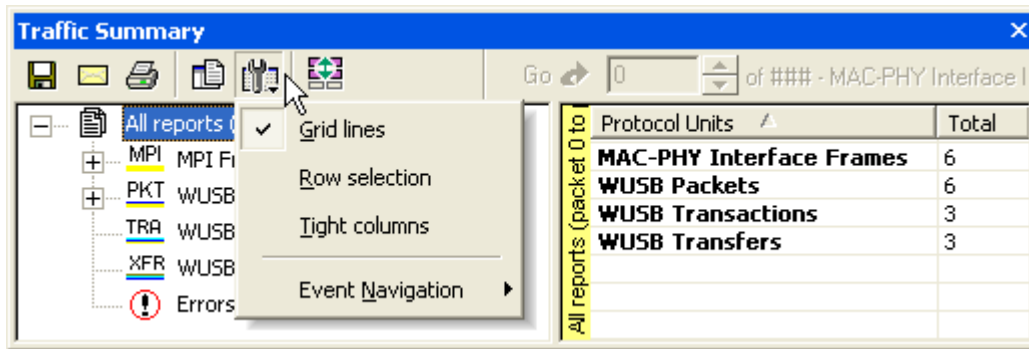 Traffic Summary
Go 0 of ### - MAC-PHY Interface
All reports (
MPI MPI
PKT WUSB
TRA WUSB
XFR WUSB
Errors
Grid lines
Row selection
Tight columns
Event Navigation
All reports (packet 0 to
Protocol Units Total
MAC-PHY Interface Frames 6
WUSB Packets 6
WUSB Transactions 3
WUSB Transfers 3